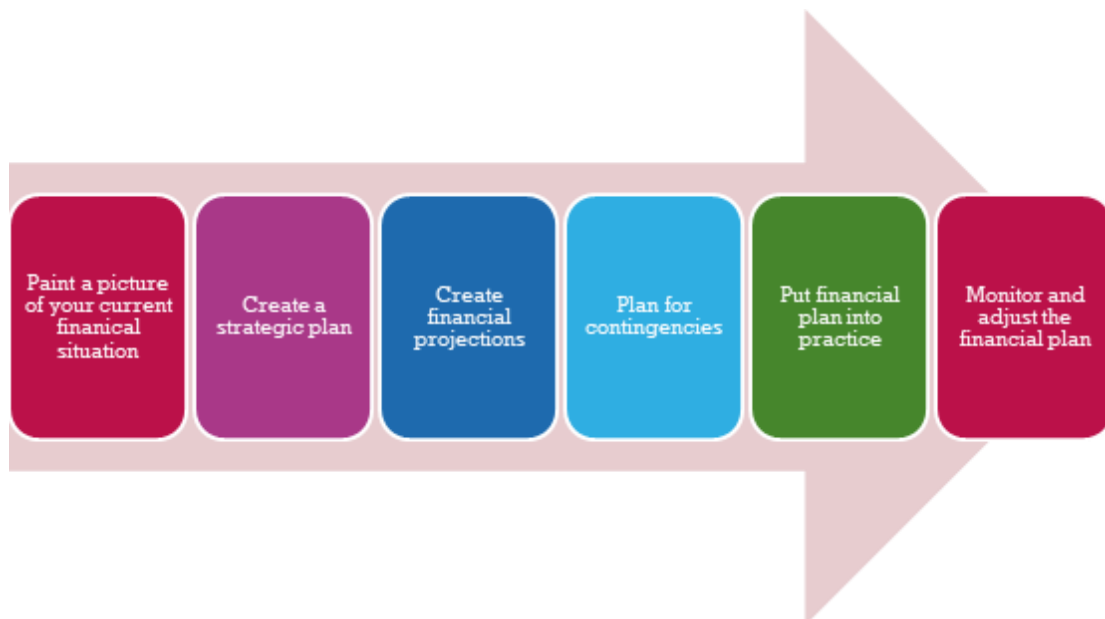 Paint a picture
of your current
finanical
situation
Create a
strategic plan
Create
financial
projections
Plan for
contingencies
Put financial
plan into
practice
Monitor and
adjust the
financial plan